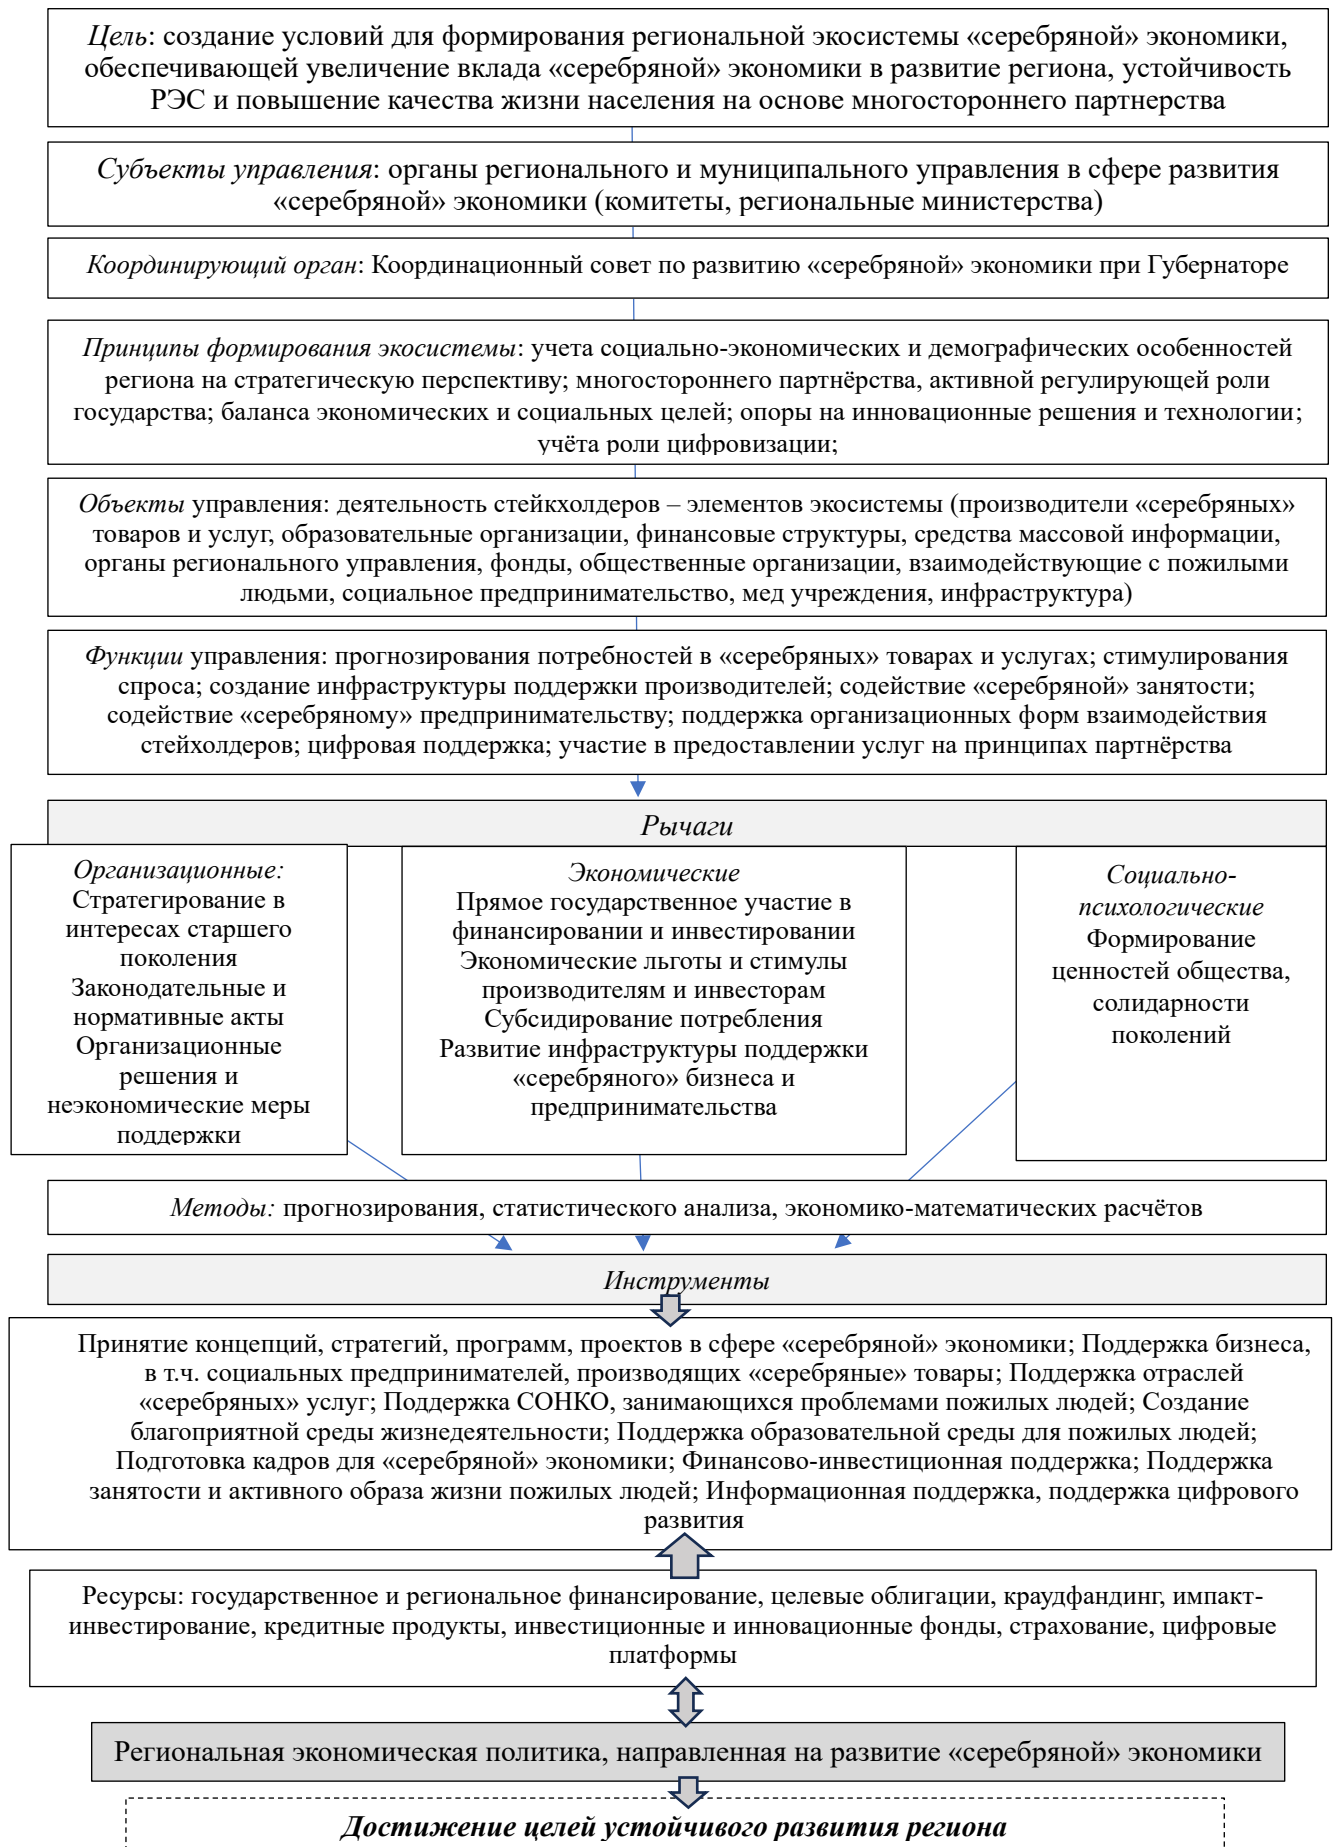 Цель: создание условий для формирования региональной экосистемы «серебряной» экономики,
обеспечивающей увеличение вклада «серебряной» экономики в развитие региона, устойчивость
РЭС и повышение качества жизни населения на основе многостороннего партнерства
Субъекты управления: органы регионального и муниципального управления в сфере развития
«серебряной» экономики (комитеты, региональные министерства)
Координирующий орган: Координационный совет по развитию «серебряной» экономики при Губернаторе
Принципы формирования экосистемы: учета социально-экономических и демографических особенностей
региона на стратегическую перспективу; многостороннего партнёрства, активной регулирующей роли
государства; баланса экономических и социальных целей; опоры на инновационные решения и технологии;
учёта роли цифровизации;
Объекты управления: деятельность стейкхолдеров – элементов экосистемы (производители «серебряных»
товаров и услуг, образовательные организации, финансовые структуры, средства массовой информации,
органы регионального управления, фонды, общественные организации, взаимодействующие с пожилыми
людьми, социальное предпринимательство, мед учреждения, инфраструктура)
Функции управления: прогнозирования потребностей в «серебряных» товарах и услугах; стимулирования
спроса; создание инфраструктуры поддержки производителей; содействие «серебряной» занятости;
содействие «серебряному» предпринимательству; поддержка организационных форм взаимодействия
стейхолдеров; цифровая поддержка; участие в предоставлении услуг на принципах партнёрства
Рычаги
Организационные:
Стратегирование в
интересах старшего
поколения
Законодательные и
нормативные акты
Организационные
решения и
неэкономические меры
поддержки
Экономические
Прямое государственное участие в
финансировании и инвестировании
Экономические льготы и стимулы
производителям и инвесторам
Субсидирование потребления
Развитие инфраструктуры поддержки
«серебряного» бизнеса и
предпринимательства
Социально-
психологические
Формирование
ценностей общества,
солидарности
поколений
Методы: прогнозирования, статистического анализа, экономико-математических расчётов
Инструменты
Принятие концепций, стратегий, программ, проектов в сфере «серебряной» экономики; Поддержка бизнеса,
в т.ч. социальных предпринимателей, производящих «серебряные» товары; Поддержка отраслей
«серебряных» услуг; Поддержка СОНКО, занимающихся проблемами пожилых людей; Создание
благоприятной среды жизнедеятельности; Поддержка образовательной среды для пожилых людей;
Подготовка кадров для «серебряной» экономики; Финансово-инвестиционная поддержка; Поддержка
занятости и активного образа жизни пожилых людей; Информационная поддержка, поддержка цифрового
развития
Ресурсы: государственное и региональное финансирование, целевые облигации, краудфандинг, импакт-
инвестирование, кредитные продукты, инвестиционные и инновационные фонды, страхование, цифровые
платформы
Региональная экономическая политика, направленная на развитие «серебряной» экономики
Достижение целей устойчивого развития региона